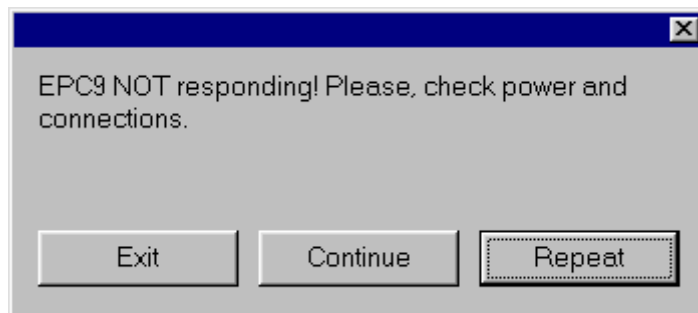 EPC9 NOT responding! Please, check power and
connections.
Exit Continue Repeat